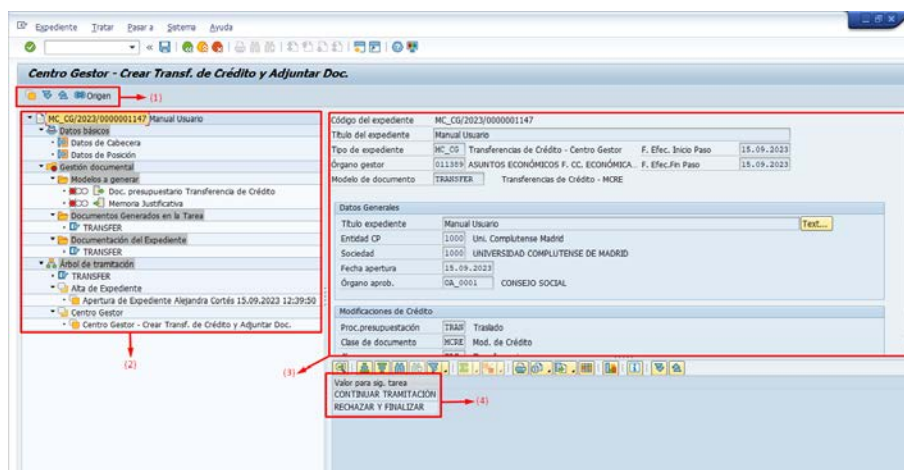 Expediente Tratar Pasar a Sistema Ayuda
Centro Gestor - Crear Transf. de Crédito y Adjuntar Doc.
Origen (1)
MC_CG/2023/0000001147 Manual Usuario
Datos básicos
Datos de Cabecera
Datos de Posición
Gestión documental
Modelos a generar
Doc. presupuestario Transferencia de Crédito
Memoria Justificativa
Documentos Generados en la Tarea
TRANSFER
Documentación del Expediente
TRANSFER
Árbol de tramitación
TRANSFER
Alta de Expediente
Apertura de Expediente Alejandra Cortés 15.09.2023 12:39:50
Centro Gestor
Centro Gestor - Crear Transf. de Crédito y Adjuntar Doc.
(2)
Código del expediente MC_CG/2023/0000001147
Título del expediente Manual Usuario
Tipo de expediente MC_CG Transferencias de Crédito - Centro Gestor F. Efec. Inicio Paso 15.09.2023
Órgano gestor 011389 ASUNTOS ECONÓMICOS F. CC. ECONÓMICA... F. Efec.Fin Paso 15.09.2023
Modelo de documento TRANSFER Transferencias de Crédito - MCRE
Datos Generales
Título expediente Manual Usuario Text...
Entidad CP 1000 Uni. Complutense Madrid
Sociedad 1000 UNIVERSIDAD COMPLUTENSE DE MADRID
Fecha apertura 15.09.2023
Órgano aprob. OA_0001 CONSEJO SOCIAL
Modificaciones de Crédito
Proc.presupuestación TRAS Traslado
Clase de documento MCRE Mod. de Crédito
(3)
Valor para sig. tarea
CONTINUAR TRAMITACIÓN
RECHAZAR Y FINALIZAR
(4)